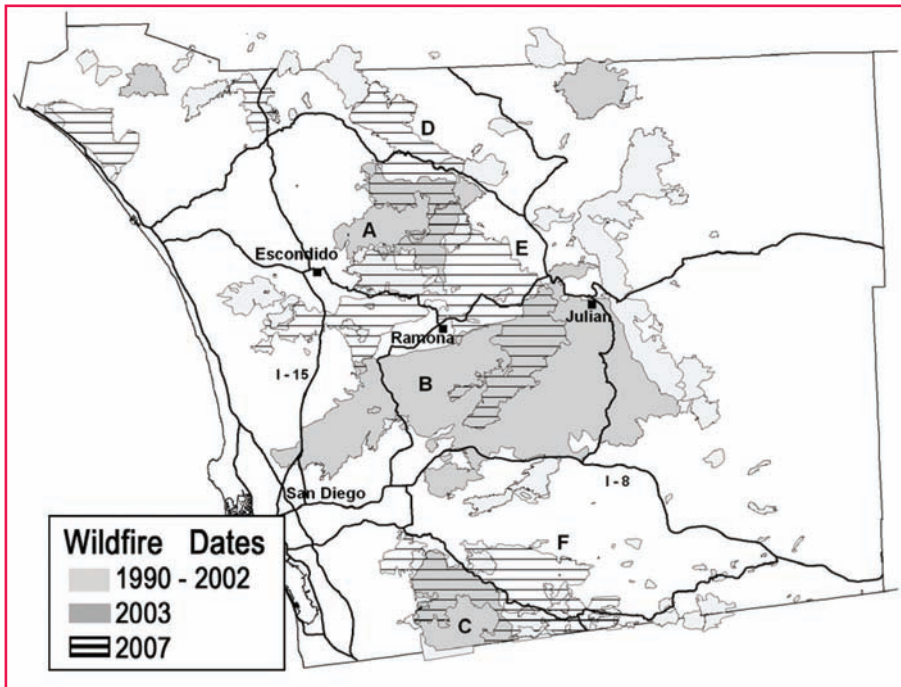 D
A
E
Escondido
Julian
Ramona
I - 15
B
San Diego
I - 8
F
C
Wildfire Dates
1990 - 2002
2003
2007